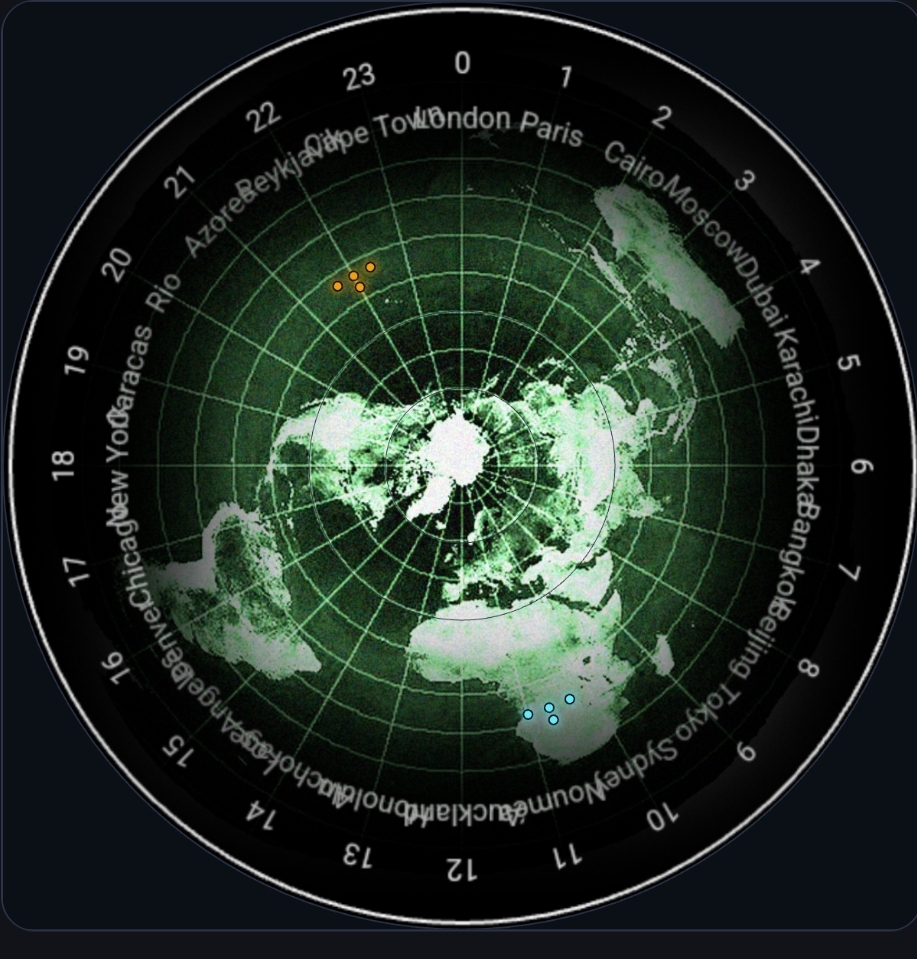 0
1
2
3
4
5
6
7
8
9
10
11
12
13
14
15
16
17
18
19
20
21
22
23
London
Paris
Cairo
Moscow
Dubai
Karachi
Dhaka
Bangkok
Beijing
Tokyo
Sydney
Noumea
Auckland
Honolulu
Anchorage
Los Angeles
Denver
Chicago
New York
Caracas
Rio
Azores
Reykjavik
Cape Town